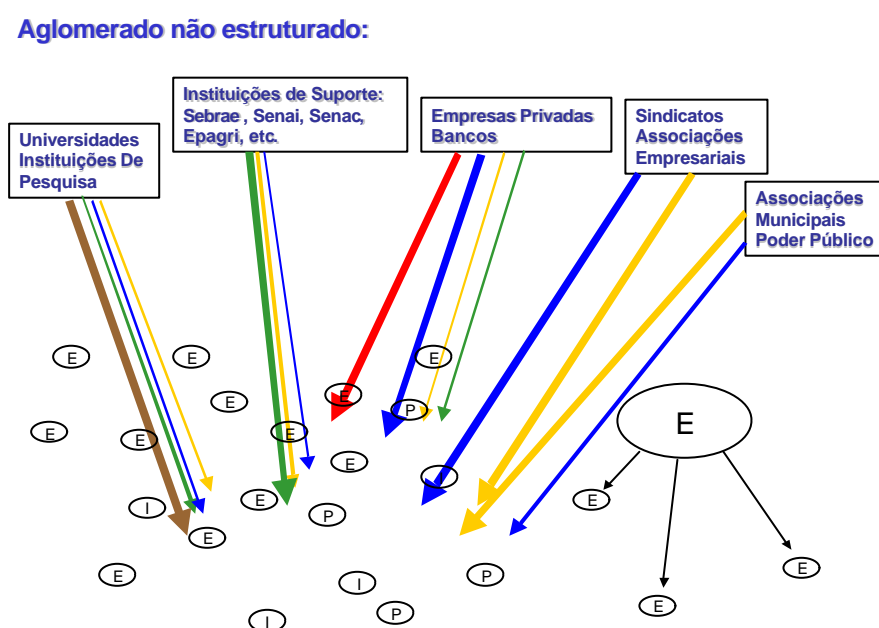 Aglomerado não estruturado:
Instituições de Suporte:
Sebrae , Senai, Senac,
Epagri, etc.
Empresas Privadas
Bancos
Sindicatos
Associações
Empresariais
Universidades
Instituições De
Pesquisa
Associações
Municipais
Poder Público
E
E
E
E
E
P
E
E
E
E
E
I
E
P
E
E
E
I
P
E
I
P
E